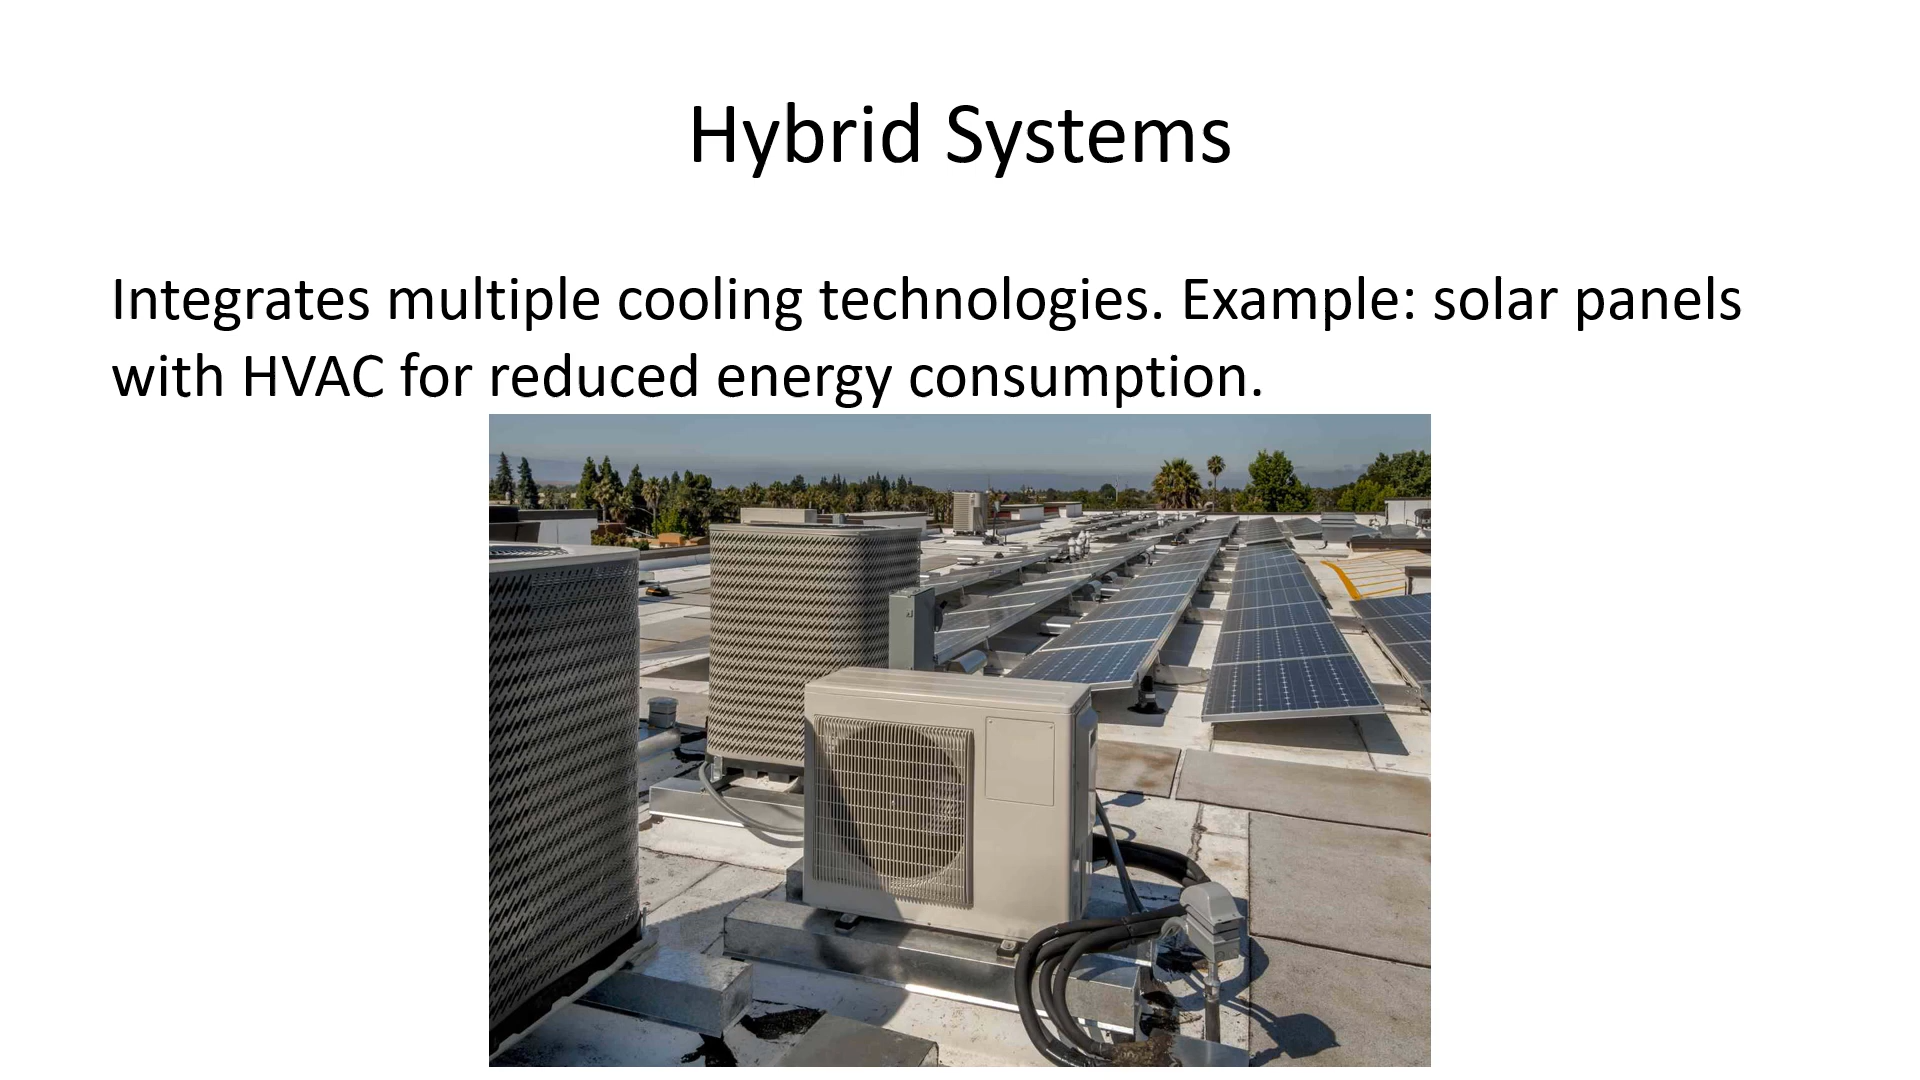 Hybrid Systems
Integrates multiple cooling technologies. Example: solar panels
with HVAC for reduced energy consumption.